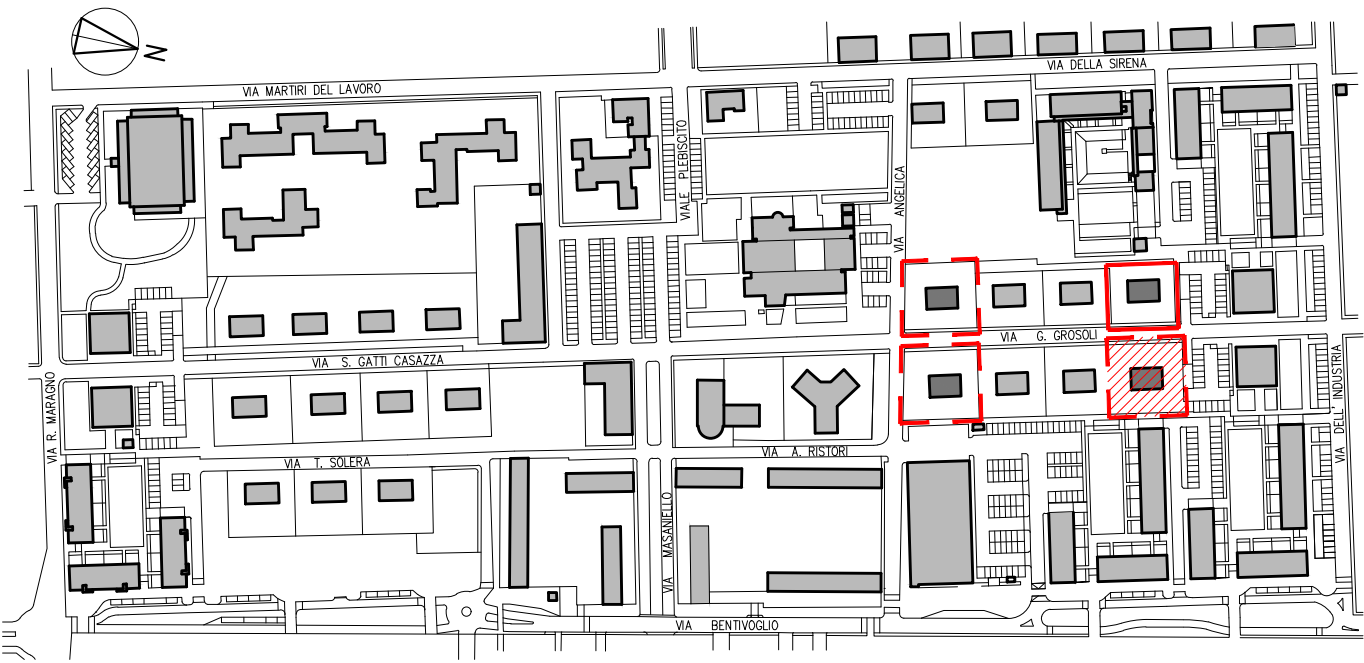 N
VIA DELLA SIRENA
VIA MARTIRI DEL LAVORO
VIALE PLEBISCITO
VIA ANGELICA
VIA G. GROSOLI
VIA S. GATTI CASAZZA
VIA R. MARAGNO
VIA DELL' INDUSTRIA
VIA A. RISTORI
VIA T. SOLERA
VIA MASANIELLO
VIA BENTIVOGLIO